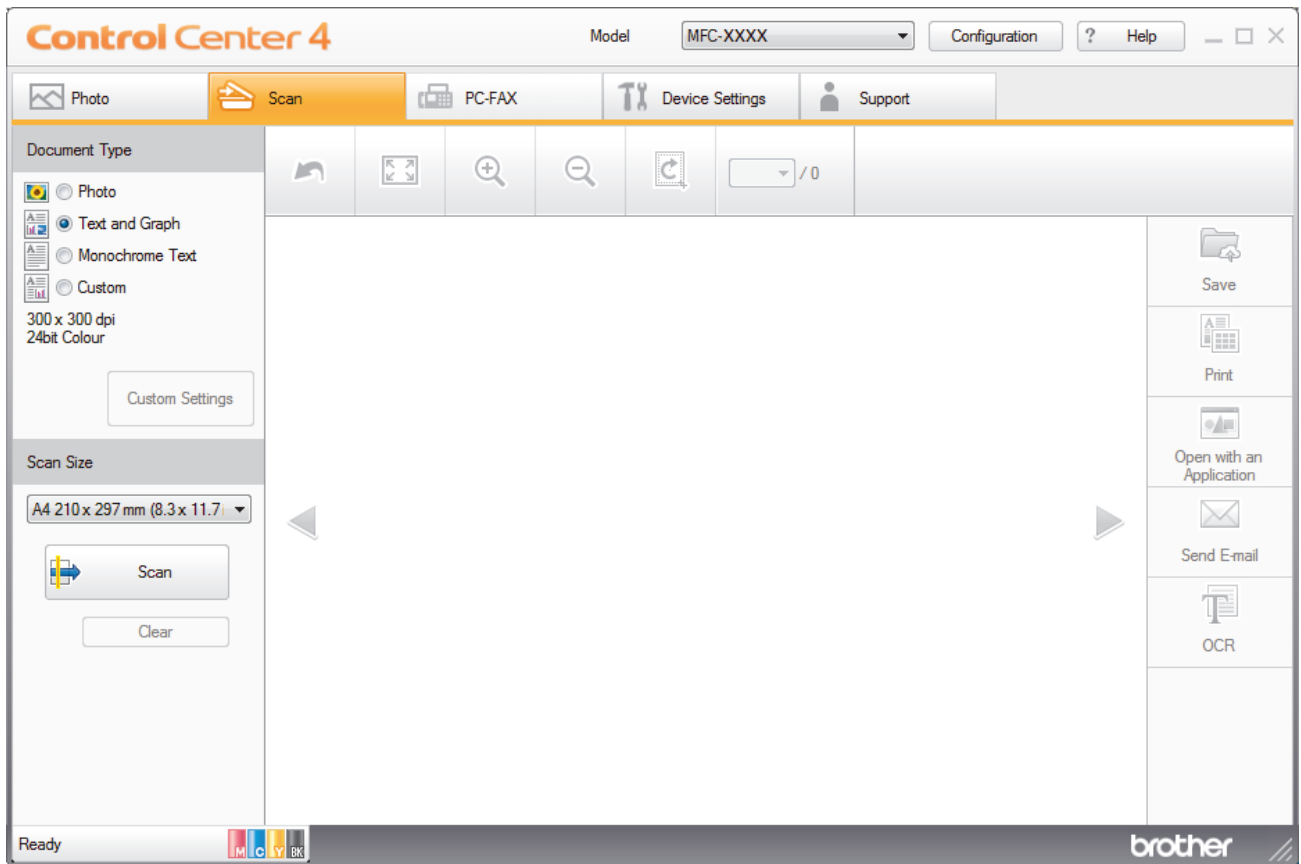 Control Center 4
Model
MFC-XXXX
Configuration
? Help
Photo
Scan
PC-FAX
Device Settings
Support
Document Type
Photo
Text and Graph
Monochrome Text
Custom
300 x 300 dpi
24bit Colour
Custom Settings
Scan Size
A4 210 x 297 mm (8.3 x 11.7
Scan
Clear
/ 0
Save
Print
Open with an
Application
Send E-mail
OCR
Ready
M C Y BK
brother